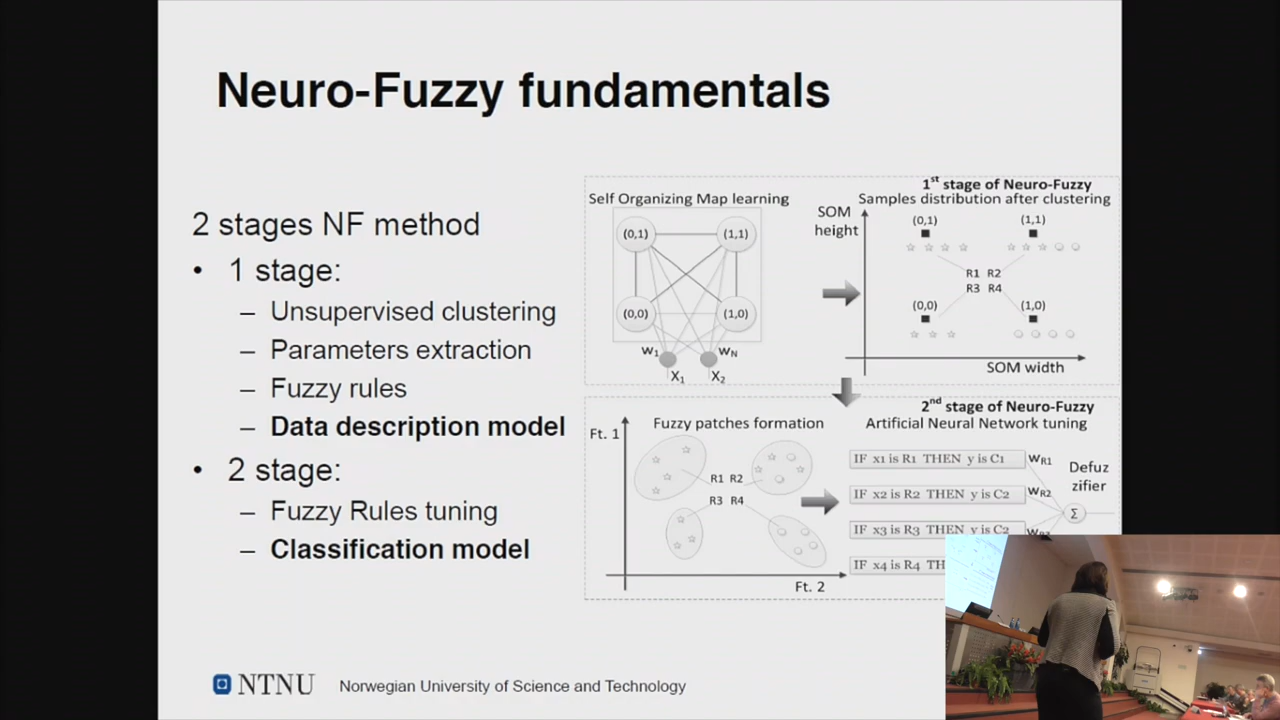 Neuro-Fuzzy fundamentals
2 stages NF method
• 1 stage:
– Unsupervised clustering
– Parameters extraction
– Fuzzy rules
– Data description model
• 2 stage:
– Fuzzy Rules tuning
– Classification model
Self Organizing Map learning
(0,1) (1,1)
(0,0) (1,0)
W1 WN
X1 X2
1st stage of Neuro-Fuzzy
Samples distribution after clustering
SOM
height
(0,1) (1,1)
R1 R2
R3 R4
(0,0) (1,0)
SOM width
2nd stage of Neuro-Fuzzy
Fuzzy patches formation
Ft. 1
R1 R2
R3 R4
Ft. 2
Artificial Neural Network tuning
IF x1 is R1 THEN y is C1 WR1
IF x2 is R2 THEN y is C2 WR2
IF x3 is R3 THEN y is C2
IF x4 is R4
Defuz
zifier
Σ
NTNU Norwegian University of Science and Technology